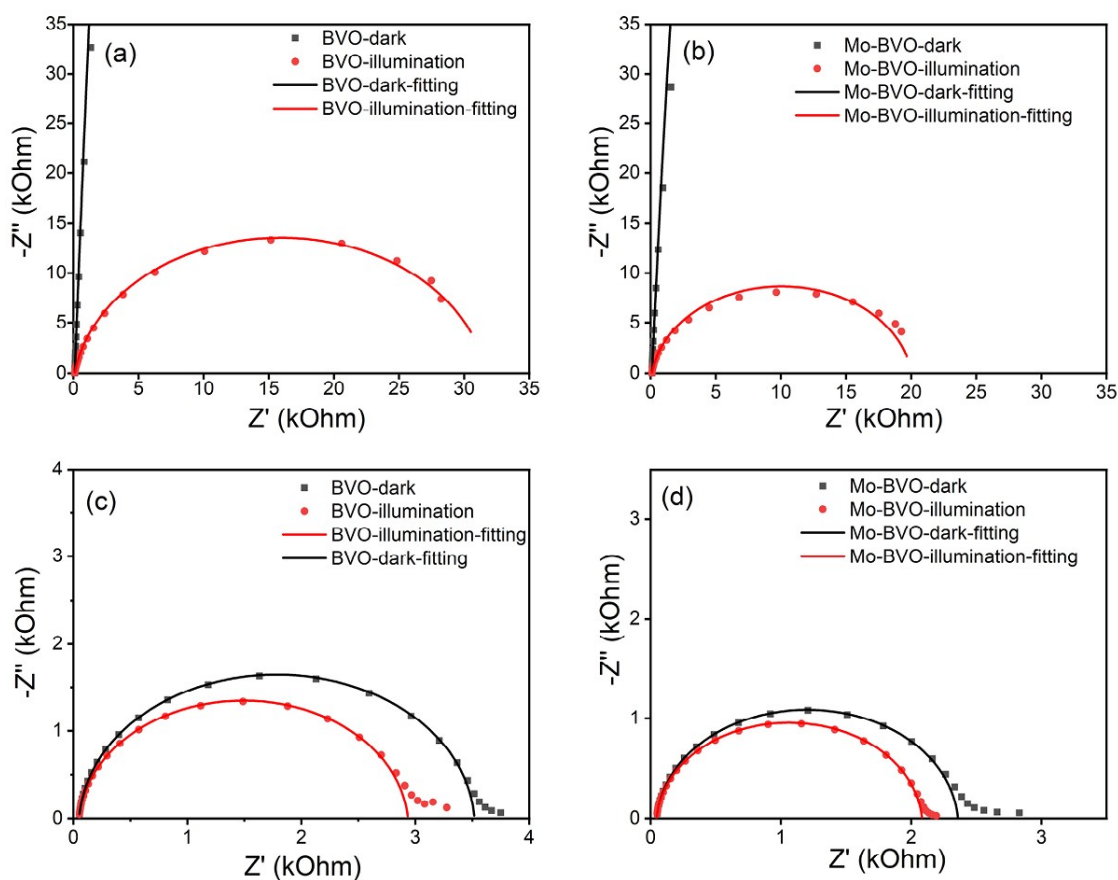 (a)
BVO-dark
BVO-illumination
BVO-dark-fitting
BVO-illumination-fitting
-Z'' (kOhm)
35
30
25
20
15
10
5
0
0 5 10 15 20 25 30 35
Z' (kOhm)
(b)
Mo-BVO-dark
Mo-BVO-illumination
Mo-BVO-dark-fitting
Mo-BVO-illumination-fitting
-Z'' (kOhm)
35
30
25
20
15
10
5
0
0 5 10 15 20 25 30 35
Z' (kOhm)
(c)
BVO-dark
BVO-illumination
BVO-illumination-fitting
BVO-dark-fitting
-Z'' (kOhm)
4
3
2
1
0
0 1 2 3 4
Z' (kOhm)
(d)
Mo-BVO-dark
Mo-BVO-illumination
Mo-BVO-dark-fitting
Mo-BVO-illumination-fitting
-Z'' (kOhm)
3
2
1
0
0 1 2 3
Z' (kOhm)